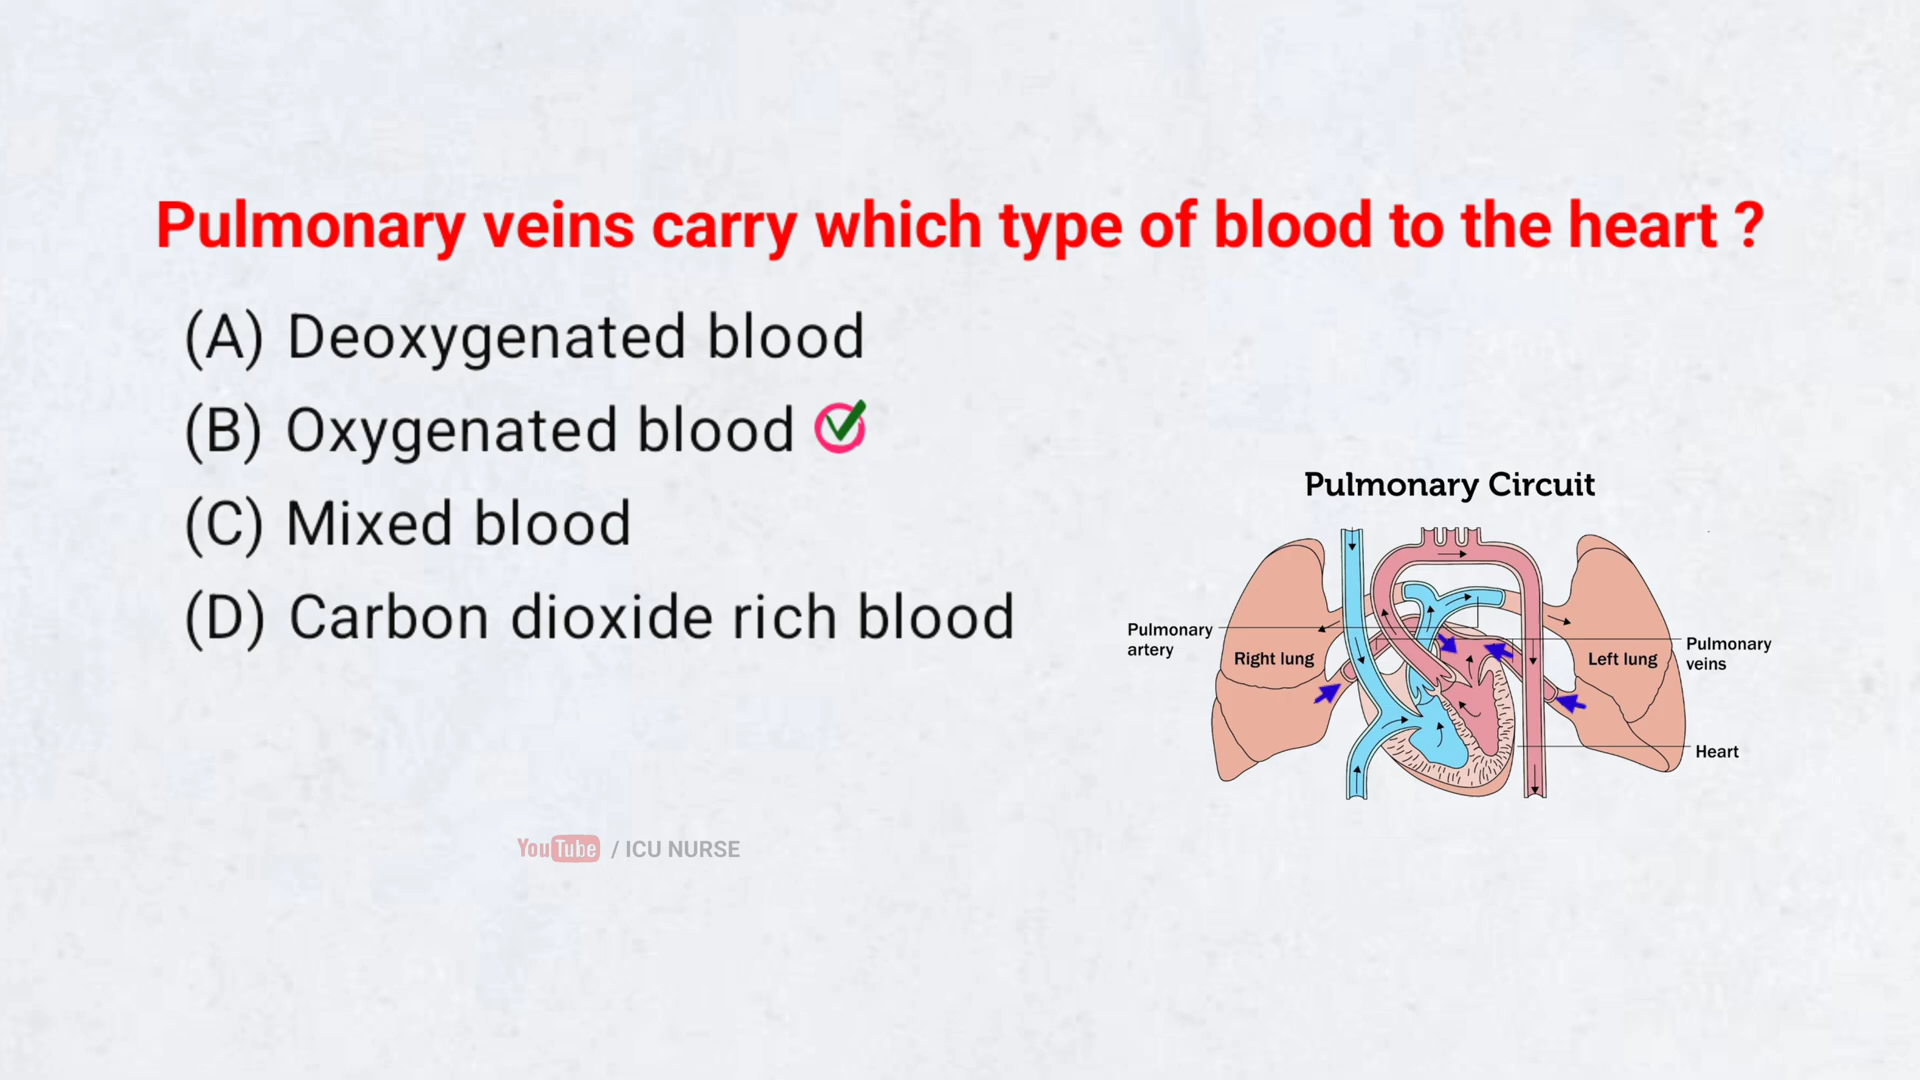 Pulmonary veins carry which type of blood to the heart ?
(A) Deoxygenated blood
(B) Oxygenated blood
(C) Mixed blood
(D) Carbon dioxide rich blood
Pulmonary Circuit
Pulmonary
artery
Right lung
Left lung
Pulmonary
veins
Heart
YouTube / ICU NURSE